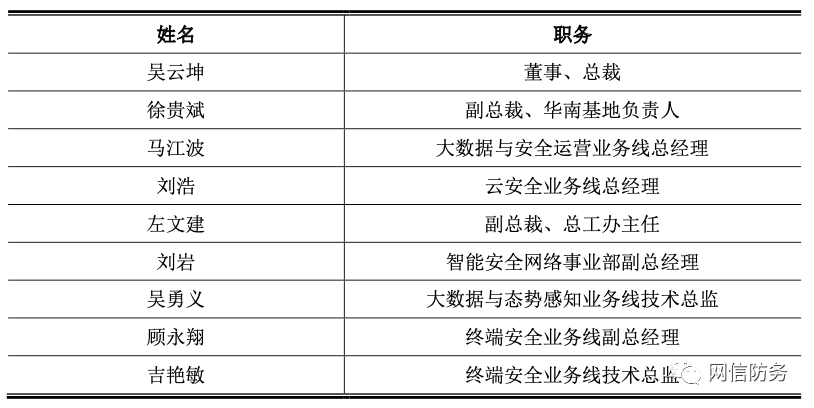 姓名 职务
吴云坤 董事、总裁
徐贵斌 副总裁、华南基地负责人
马江波 大数据与安全运营业务线总经理
刘浩 云安全业务线总经理
左文建 副总裁、总工办主任
刘岩 智能安全网络事业部副总经理
吴勇义 大数据与态势感知业务线技术总监
顾永翔 终端安全业务线副总经理
吉艳敏 终端安全业务线技术总监
网信防务